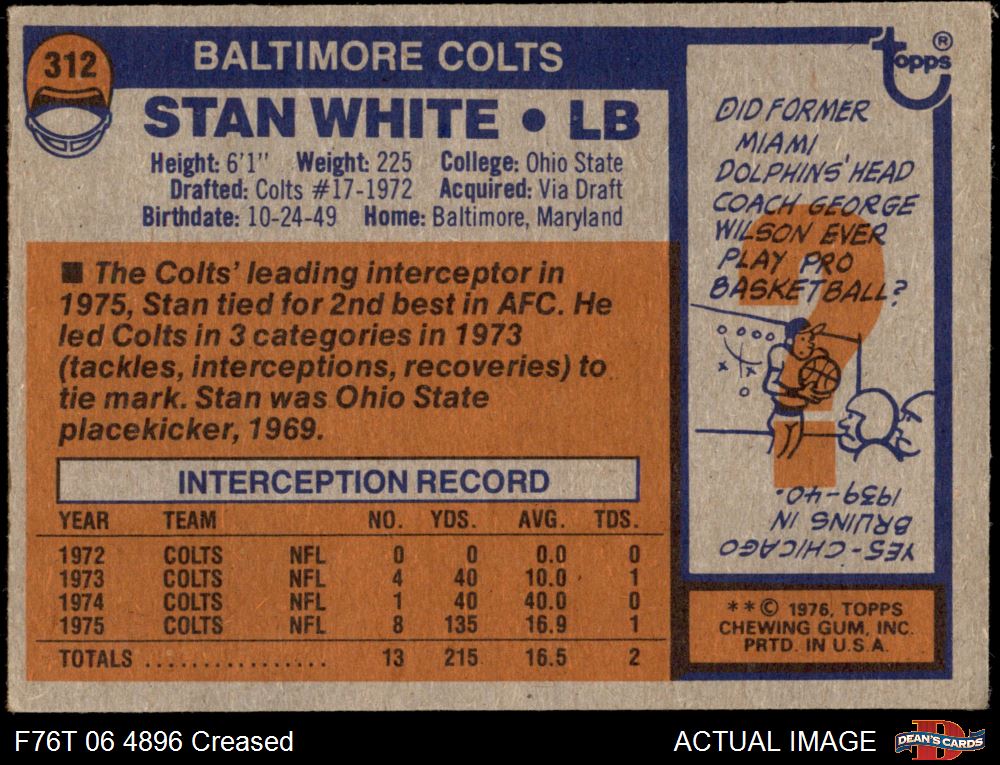 312
BALTIMORE COLTS
STAN WHITE • LB
Height: 6'1" Weight: 225 College: Ohio State
Drafted: Colts #17-1972 Acquired: Via Draft
Birthdate: 10-24-49 Home: Baltimore, Maryland
■ The Colts' leading interceptor in
1975, Stan tied for 2nd best in AFC. He
led Colts in 3 categories in 1973
(tackles, interceptions, recoveries) to
tie mark. Stan was Ohio State
placekicker, 1969.
INTERCEPTION RECORD
YEAR TEAM NO. YDS. AVG. TDS.
1972 COLTS NFL 0 0 0.0 0
1973 COLTS NFL 4 40 10.0 1
1974 COLTS NFL 1 40 40.0 0
1975 COLTS NFL 8 135 16.9 1
TOTALS ................ 13 215 16.5 2
topps®
DID FORMER
MIAMI
DOLPHINS' HEAD
COACH GEORGE
WILSON EVER
PLAY PRO
BASKETBALL?
?
YES-CHICAGO
BRUINS IN
1939-40.
**© 1976, TOPPS
CHEWING GUM, INC.
PRTD. IN U.S.A.
F76T 06 4896 Creased
ACTUAL IMAGE
DEAN'S CARDS